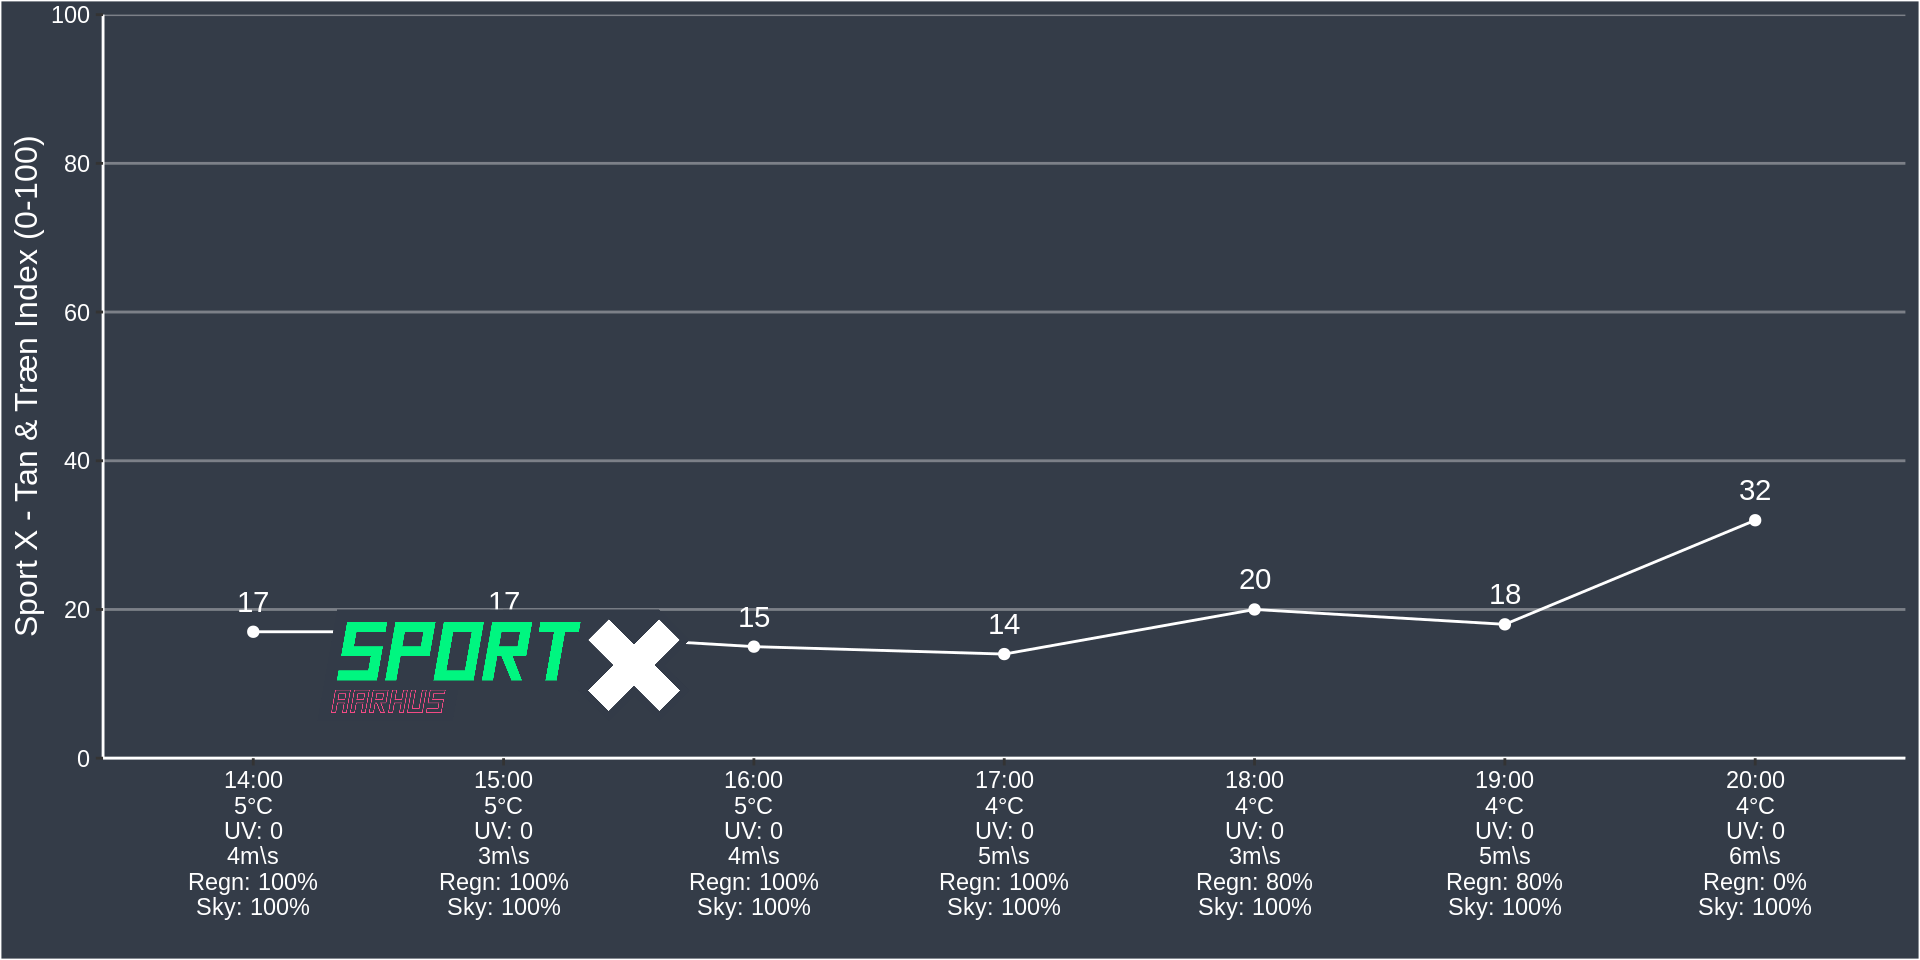 Sport X - Tan & Træn Index (0-100)
100
80
60
40
20
0
17
17
15
14
20
18
32
SPORT X
AARHUS
14:00
5°C
UV: 0
4m\s
Regn: 100%
Sky: 100%
15:00
5°C
UV: 0
3m\s
Regn: 100%
Sky: 100%
16:00
5°C
UV: 0
4m\s
Regn: 100%
Sky: 100%
17:00
4°C
UV: 0
5m\s
Regn: 100%
Sky: 100%
18:00
4°C
UV: 0
3m\s
Regn: 80%
Sky: 100%
19:00
4°C
UV: 0
5m\s
Regn: 80%
Sky: 100%
20:00
4°C
UV: 0
6m\s
Regn: 0%
Sky: 100%